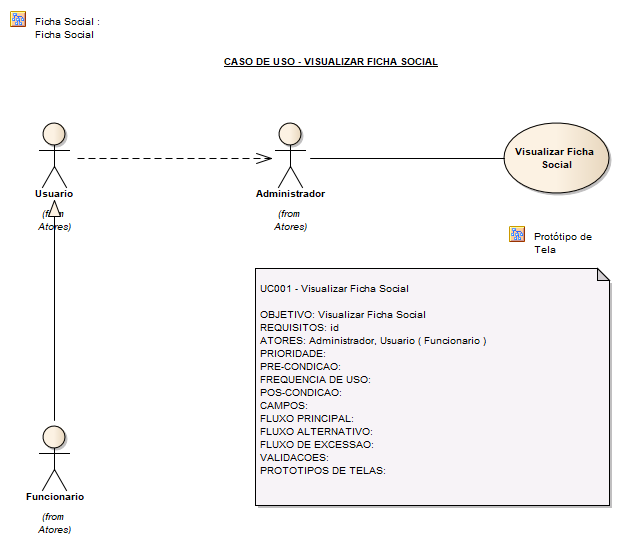 Ficha Social :
Ficha Social
CASO DE USO - VISUALIZAR FICHA SOCIAL
Usuario
(from
Atores)
Administrador
(from
Atores)
Visualizar Ficha
Social
Protótipo de
Tela
UC001 - Visualizar Ficha Social
OBJETIVO: Visualizar Ficha Social
REQUISITOS: id
ATORES: Administrador, Usuario ( Funcionario )
PRIORIDADE:
PRE-CONDICAO:
FREQUENCIA DE USO:
POS-CONDICAO:
CAMPOS:
FLUXO PRINCIPAL:
FLUXO ALTERNATIVO:
FLUXO DE EXCESSAO:
VALIDACOES:
PROTOTIPOS DE TELAS:
Funcionario
(from
Atores)